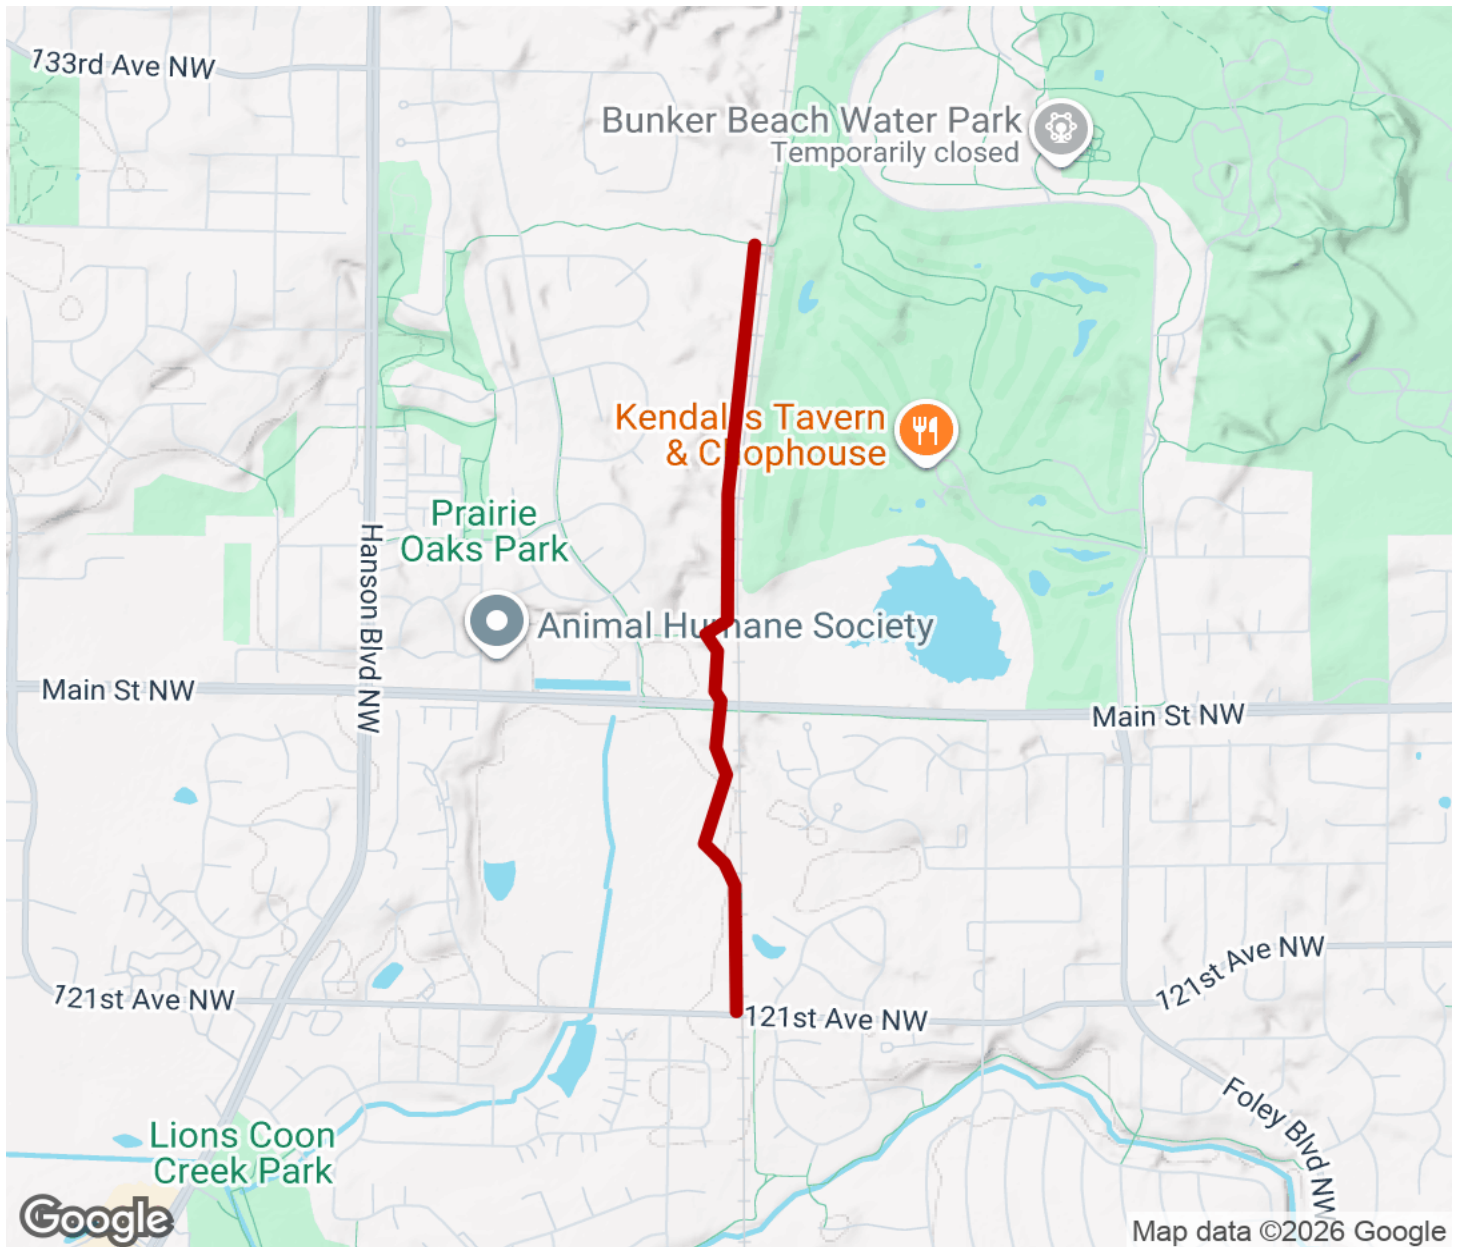 133rd Ave NW
Bunker Beach Water Park
Temporarily closed
Kendalls Tavern
& Chophouse
Prairie
Oaks Park
Hanson Blvd NW
Animal Humane Society
Main St NW
Main St NW
121st Ave NW
121st Ave NW
121st Ave NW
Foley Blvd NW
Lions Coon
Creek Park
Google
Map data ©2026 Google